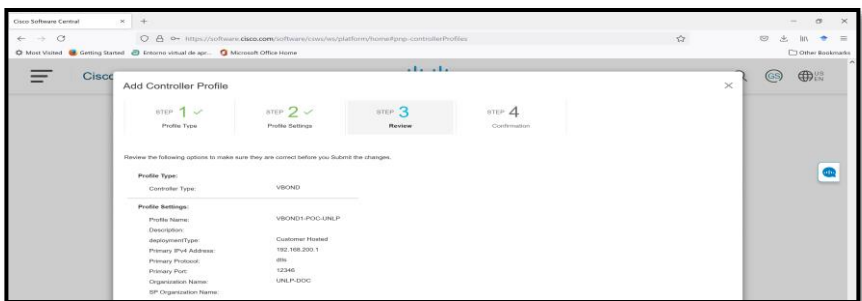 Cisco Software Central × +
https://software.cisco.com/software/csws/ws/platform/home#pnp-controllerProfiles
Most Visited Getting Started Entorno virtual de apr... Microsoft Office Home Other Bookmarks
Cisco GS US EN
Add Controller Profile ×
STEP 1 STEP 2 STEP 3 STEP 4
Profile Type Profile Settings Review Confirmation
Review the following options to make sure they are correct before you Submit the changes.
Profile Type:
Controller Type: VBOND
Profile Settings:
Profile Name: VBOND1-POC-UNLP
Description:
deploymentType: Customer Hosted
Primary IPv4 Address: 192.168.200.1
Primary Protocol: dtls
Primary Port: 12346
Organization Name: UNLP-DOC
SP Organization Name: